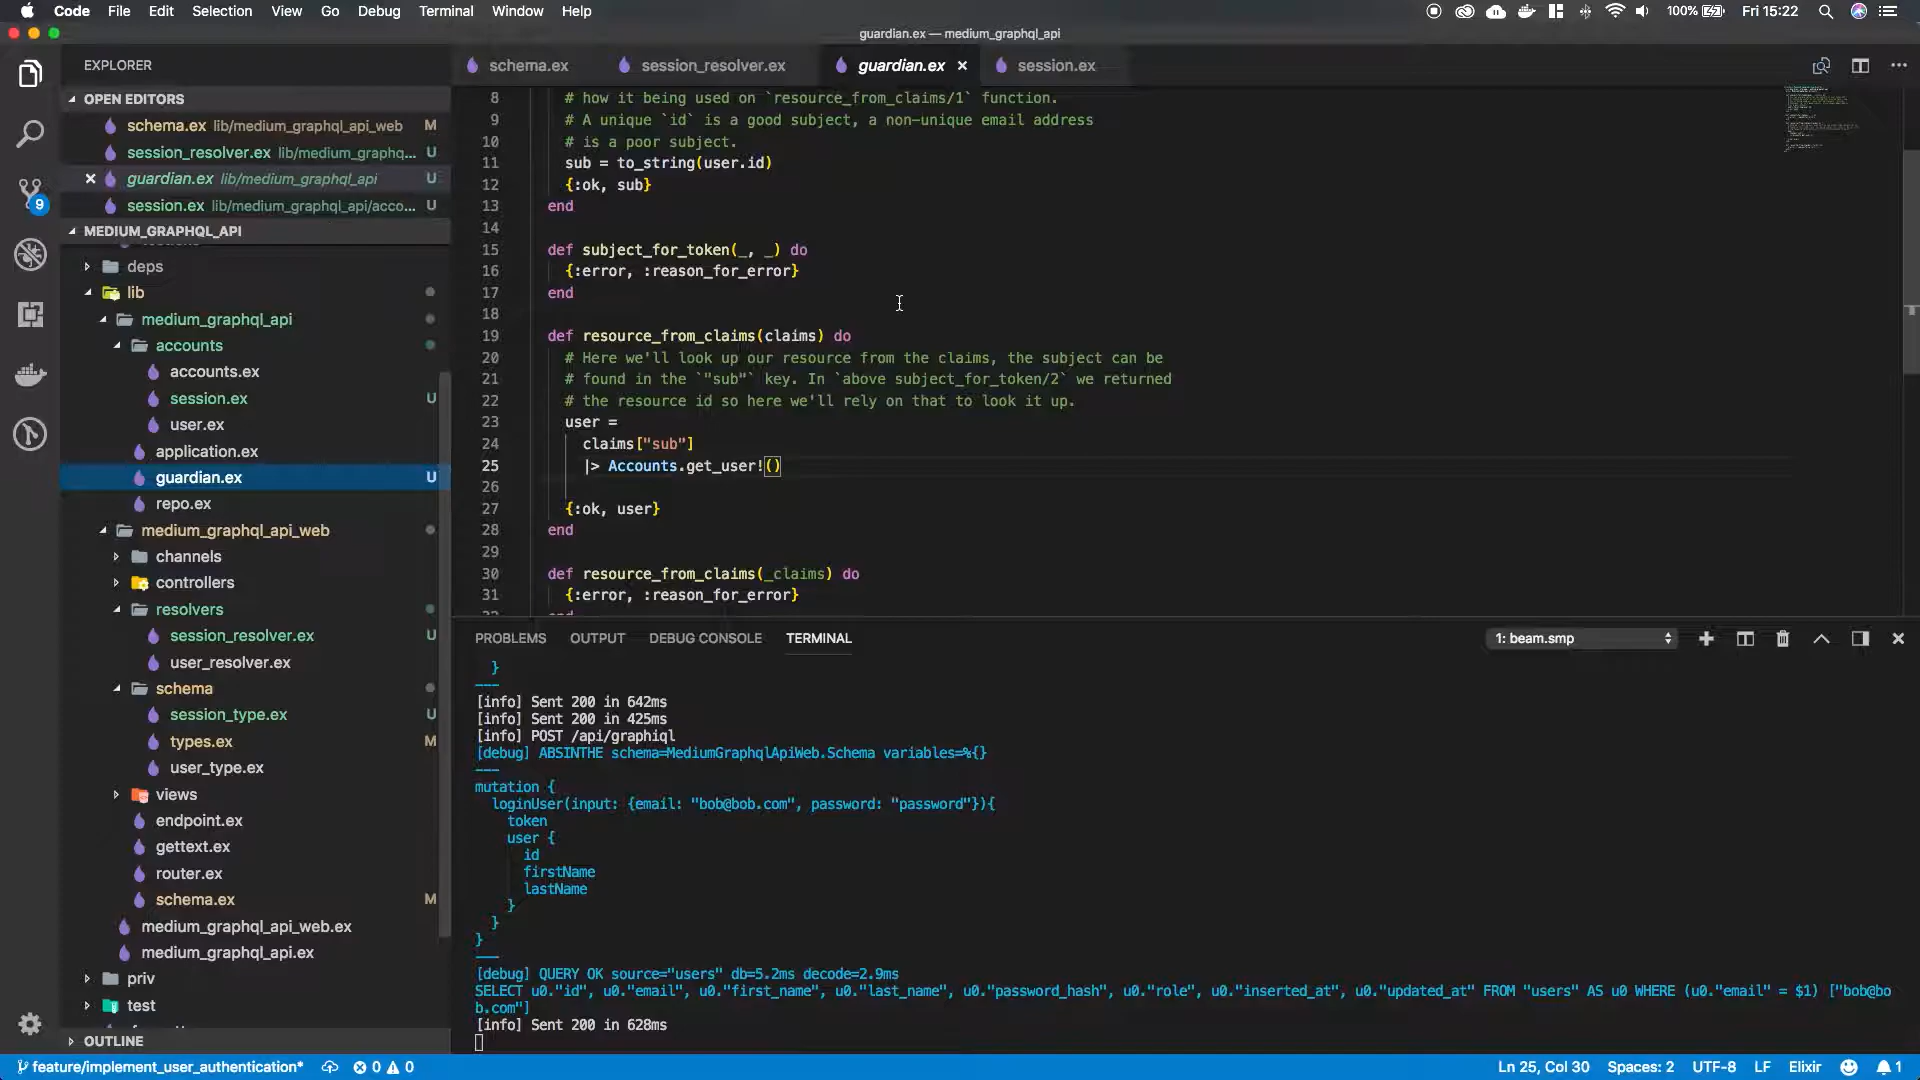 Code File Edit Selection View Go Debug Terminal Window Help
100% Fri 15:22
guardian.ex — medium_graphql_api
EXPLORER
schema.ex
session_resolver.ex
guardian.ex
session.ex
OPEN EDITORS
schema.ex lib/medium_graphql_api_web M
session_resolver.ex lib/medium_graphq... U
guardian.ex lib/medium_graphql_api U
session.ex lib/medium_graphql_api/acco... U
9
MEDIUM_GRAPHQL_API
deps
lib
medium_graphql_api
accounts
accounts.ex
session.ex U
user.ex
application.ex
guardian.ex U
repo.ex
medium_graphql_api_web
channels
controllers
resolvers
session_resolver.ex U
user_resolver.ex
schema
session_type.ex U
types.ex M
user_type.ex
views
endpoint.ex
gettext.ex
router.ex
schema.ex M
medium_graphql_api_web.ex
medium_graphql_api.ex
priv
test
OUTLINE
8 # how it being used on `resource_from_claims/1` function.
9 # A unique `id` is a good subject, a non-unique email address
10 # is a poor subject.
11 sub = to_string(user.id)
12 {:ok, sub}
13 end
14
15 def subject_for_token(_, _) do
16 {:error, :reason_for_error}
17 end
18
19 def resource_from_claims(claims) do
20 # Here we'll look up our resource from the claims, the subject can be
21 # found in the `"sub"` key. In `above subject_for_token/2` we returned
22 # the resource id so here we'll rely on that to look it up.
23 user =
24 claims["sub"]
25 |> Accounts.get_user!()
26
27 {:ok, user}
28 end
29
30 def resource_from_claims(_claims) do
31 {:error, :reason_for_error}
32 end
PROBLEMS OUTPUT DEBUG CONSOLE TERMINAL
1: beam.smp
}
---
[info] Sent 200 in 642ms
[info] Sent 200 in 425ms
[info] POST /api/graphiql
[debug] ABSINTHE schema=MediumGraphqlApiWeb.Schema variables=%{}
---
mutation {
loginUser(input: {email: "bob@bob.com", password: "password"}){
token
user {
id
firstName
lastName
}
}
}
---
[debug] QUERY OK source="users" db=5.2ms decode=2.9ms
SELECT u0."id", u0."email", u0."first_name", u0."last_name", u0."password_hash", u0."role", u0."inserted_at", u0."updated_at" FROM "users" AS u0 WHERE (u0."email" = $1) ["bob@bo
b.com"]
[info] Sent 200 in 628ms
feature/implement_user_authentication* 0 0
Ln 25, Col 30 Spaces: 2 UTF-8 LF Elixir 1